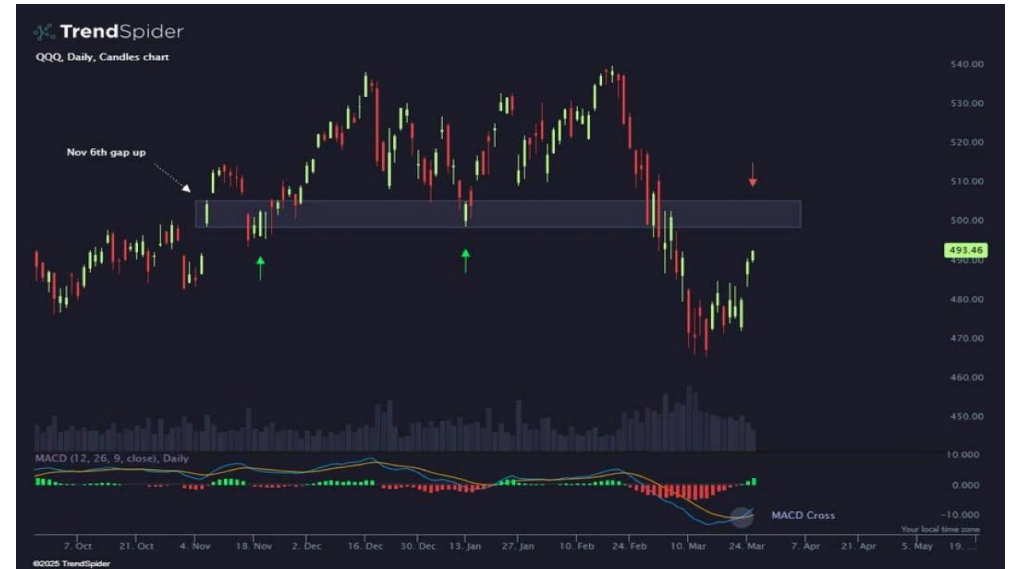 TrendSpider
QQQ, Daily, Candles chart
540.00
530.00
520.00
Nov 6th gap up
510.00
500.00
493.46
490.00
480.00
470.00
460.00
450.00
MACD (12, 26, 9, close), Daily
10.000
0.000
-10.000
MACD Cross
Your local time zone
7. Oct 21. Oct 4. Nov 18. Nov 2. Dec 16. Dec 30. Dec 13. Jan 27. Jan 10. Feb 24. Feb 10. Mar 24. Mar 7. Apr 21. Apr 5. May 19. ...
©2025 TrendSpider